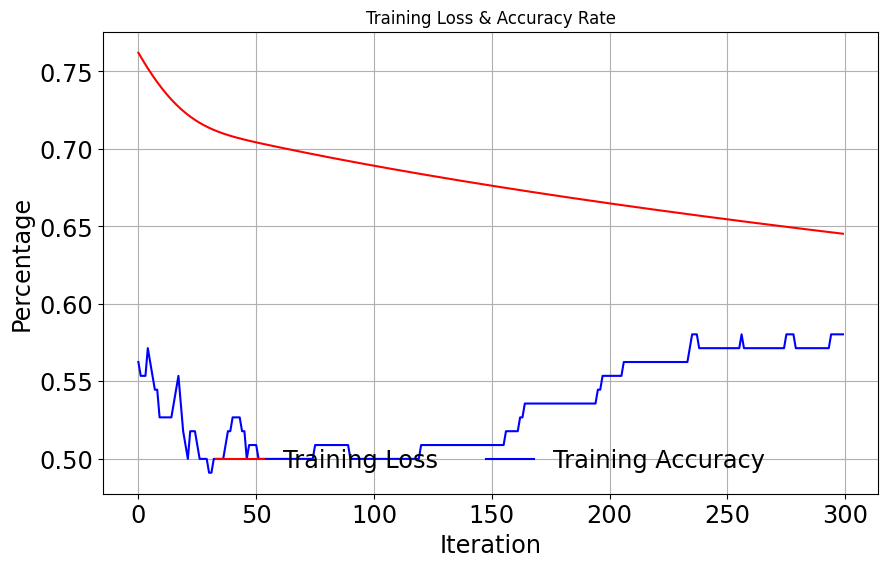 Training Loss & Accuracy Rate
Percentage
0.75
0.70
0.65
0.60
0.55
0.50
Training Loss Training Accuracy
0 50 100 150 200 250 300
Iteration